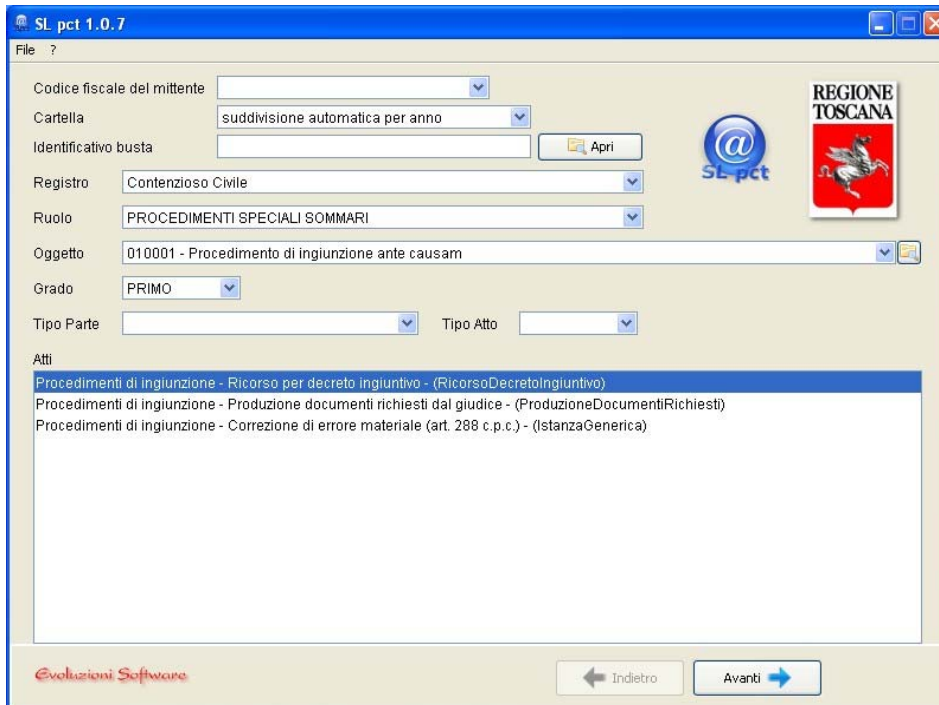 SL pct 1.0.7
File ?
Codice fiscale del mittente
Cartella suddivisione automatica per anno
Identificativo busta Apri
Registro Contenzioso Civile
Ruolo PROCEDIMENTI SPECIALI SOMMARI
Oggetto 010001 - Procedimento di ingiunzione ante causam
Grado PRIMO
Tipo Parte Tipo Atto
@
SL pct
REGIONE
TOSCANA
Atti
Procedimenti di ingiunzione - Ricorso per decreto ingiuntivo - (RicorsoDecretoIngiuntivo)
Procedimenti di ingiunzione - Produzione documenti richiesti dal giudice - (ProduzioneDocumentiRichiesti)
Procedimenti di ingiunzione - Correzione di errore materiale (art. 288 c.p.c.) - (IstanzaGenerica)
Evoluzioni Software
Indietro
Avanti